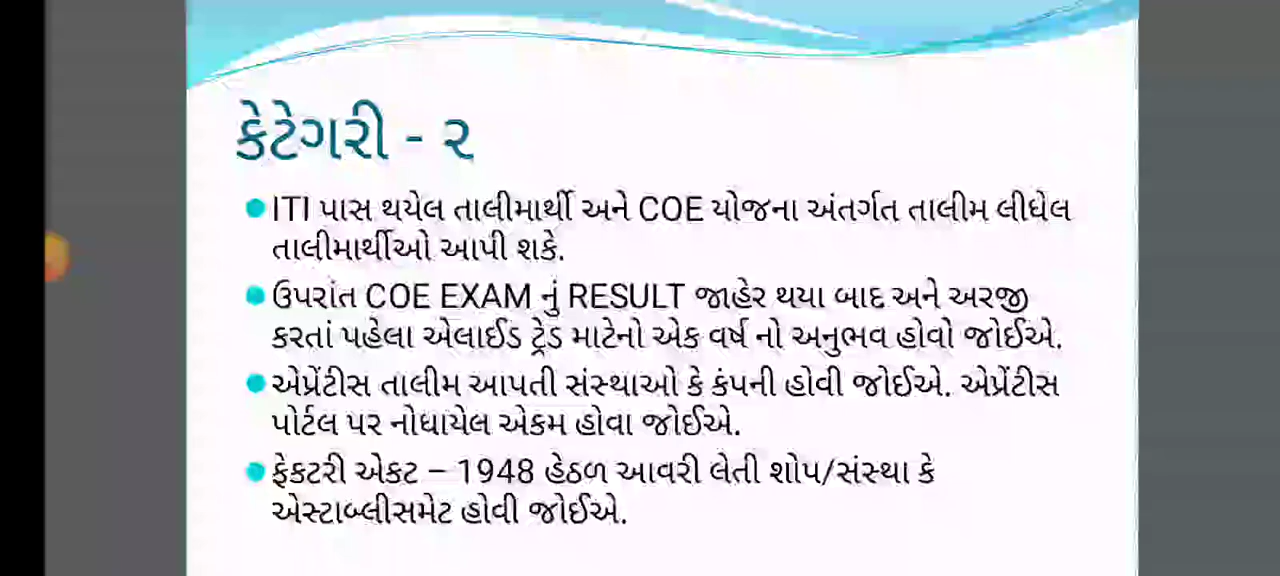 કેટેગરી - ૨
ITI પાસ થયેલ તાલીમાર્થી અને COE યોજના અંતર્ગત તાલીમ લીધેલ
તાલીમાર્થીઓ આપી શકે.
ઉપરાંત COE EXAM નું RESULT જાહેર થયા બાદ અને અરજી
કરતાં પહેલા એલાઈડ ટ્રેડ માટેનો એક વર્ષ નો અનુભવ હોવો જોઈએ.
એપ્રેંટીસ તાલીમ આપતી સંસ્થાઓ કે કંપની હોવી જોઈએ. એપ્રેંટીસ
પોર્ટલ પર નોધાયેલ એકમ હોવા જોઈએ.
ફેકટરી એકટ – 1948 હેઠળ આવરી લેતી શોપ/સંસ્થા કે
એસ્ટાબ્લીસમેટ હોવી જોઈએ.